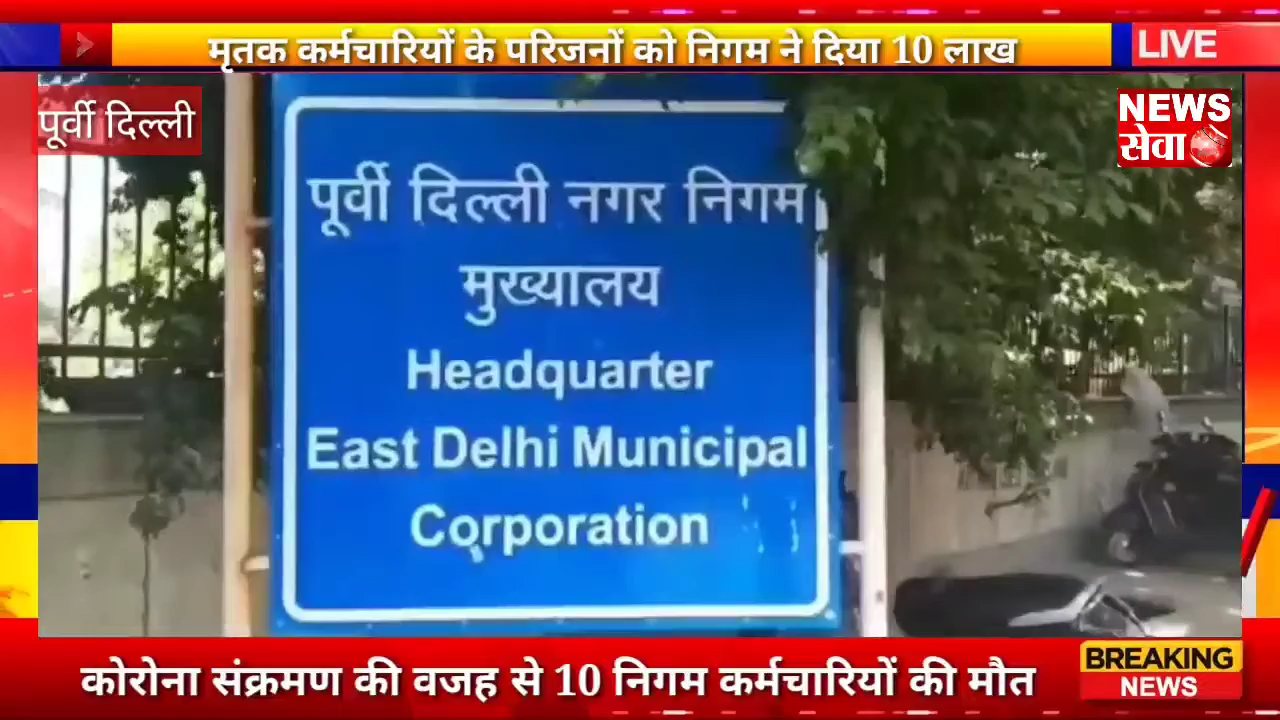 मृतक कर्मचारियों के परिजनों को निगम ने दिया 10 लाख
LIVE
पूर्वी दिल्ली
NEWS
सेवा
पूर्वी दिल्ली नगर निगम
मुख्यालय
Headquarter
East Delhi Municipal
Corporation
कोरोना संक्रमण की वजह से 10 निगम कर्मचारियों की मौत
BREAKING
NEWS